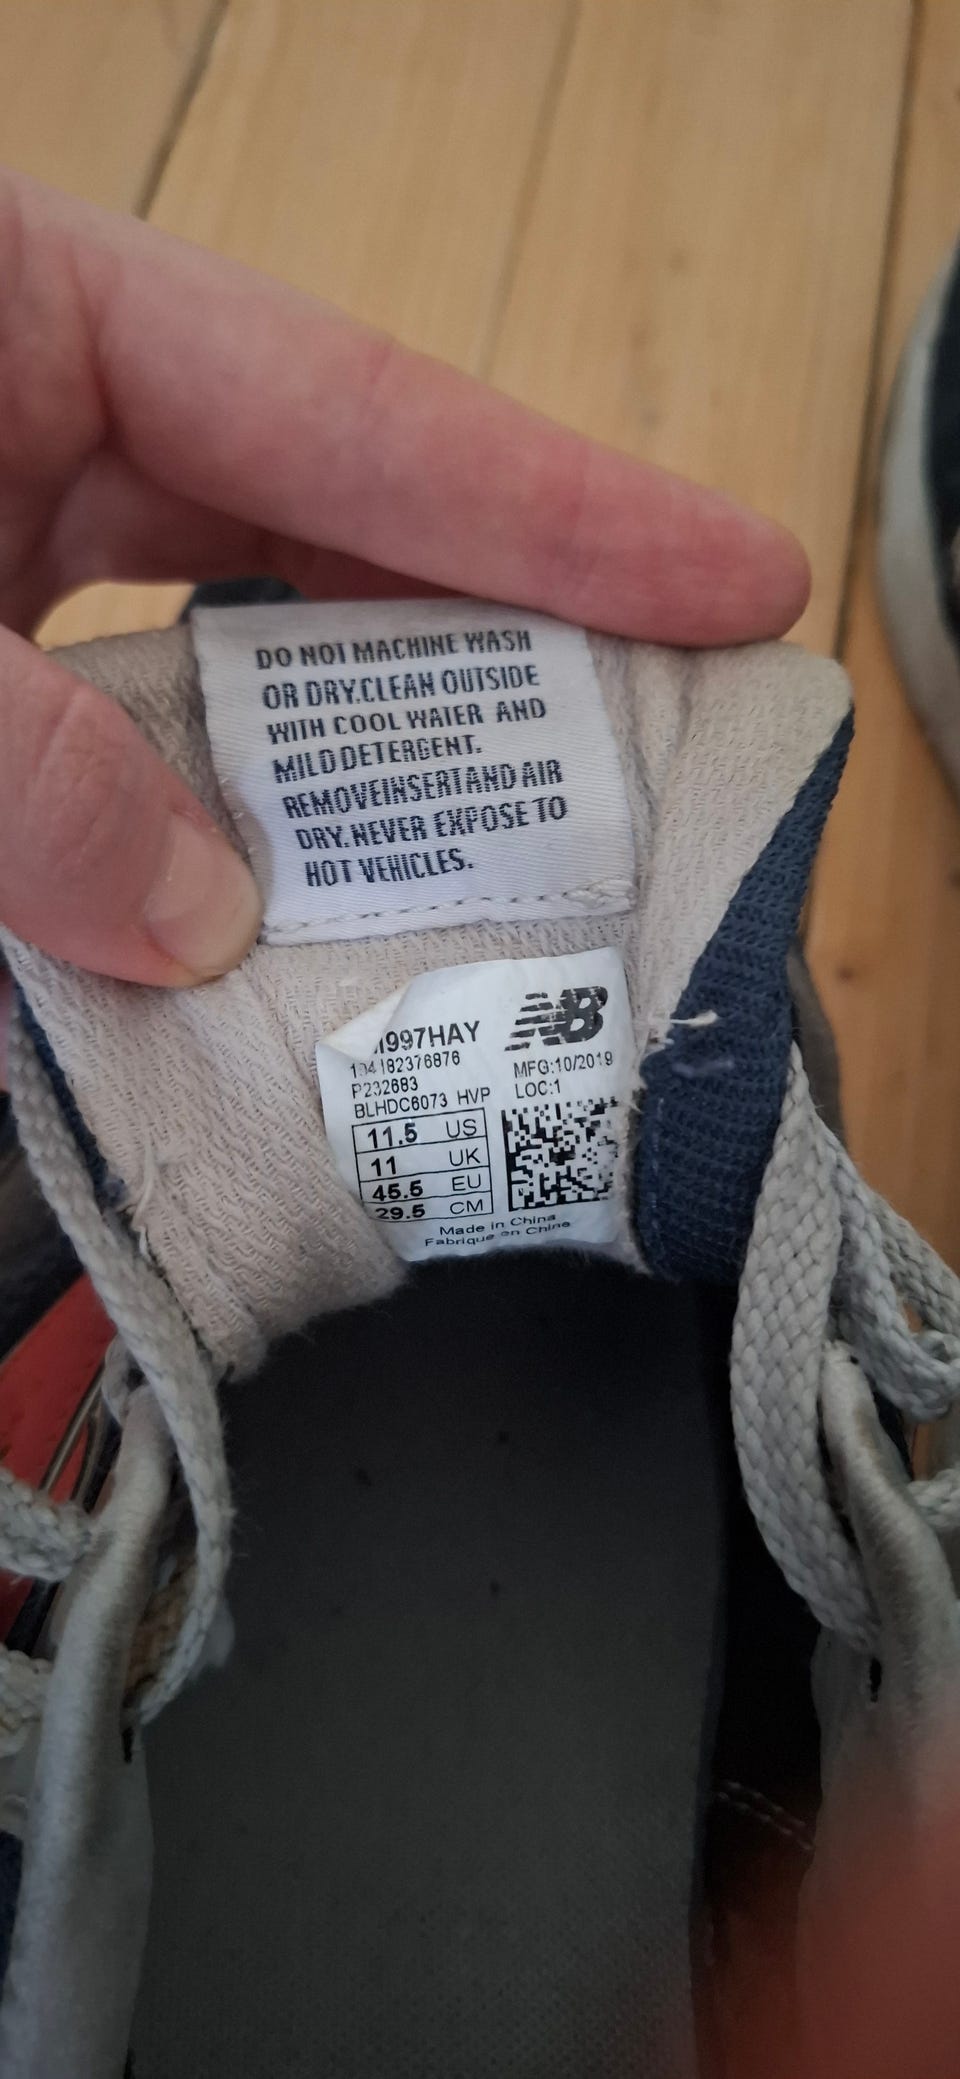 DO NOT MACHINE WASH
OR DRY.CLEAN OUTSIDE
WITH COOL WATER AND
MILD DETERGENT.
REMOVEINSERTAND AIR
DRY. NEVER EXPOSE TO
HOT VEHICLES.
NB
MFG:10/2019
LOC:1
P232683
BLHDC6073 HVP
11.5 US
11 UK
45.5 EU
29.5 CM
Made in China
Fabrique en Chine